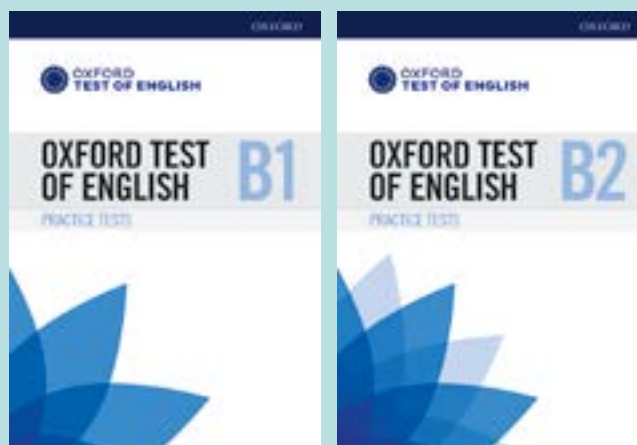 OXFORD
OXFORD
TEST OF ENGLISH
OXFORD TEST
OF ENGLISH
B1
PRACTICE TESTS
OXFORD
OXFORD
TEST OF ENGLISH
OXFORD TEST
OF ENGLISH
B2
PRACTICE TESTS